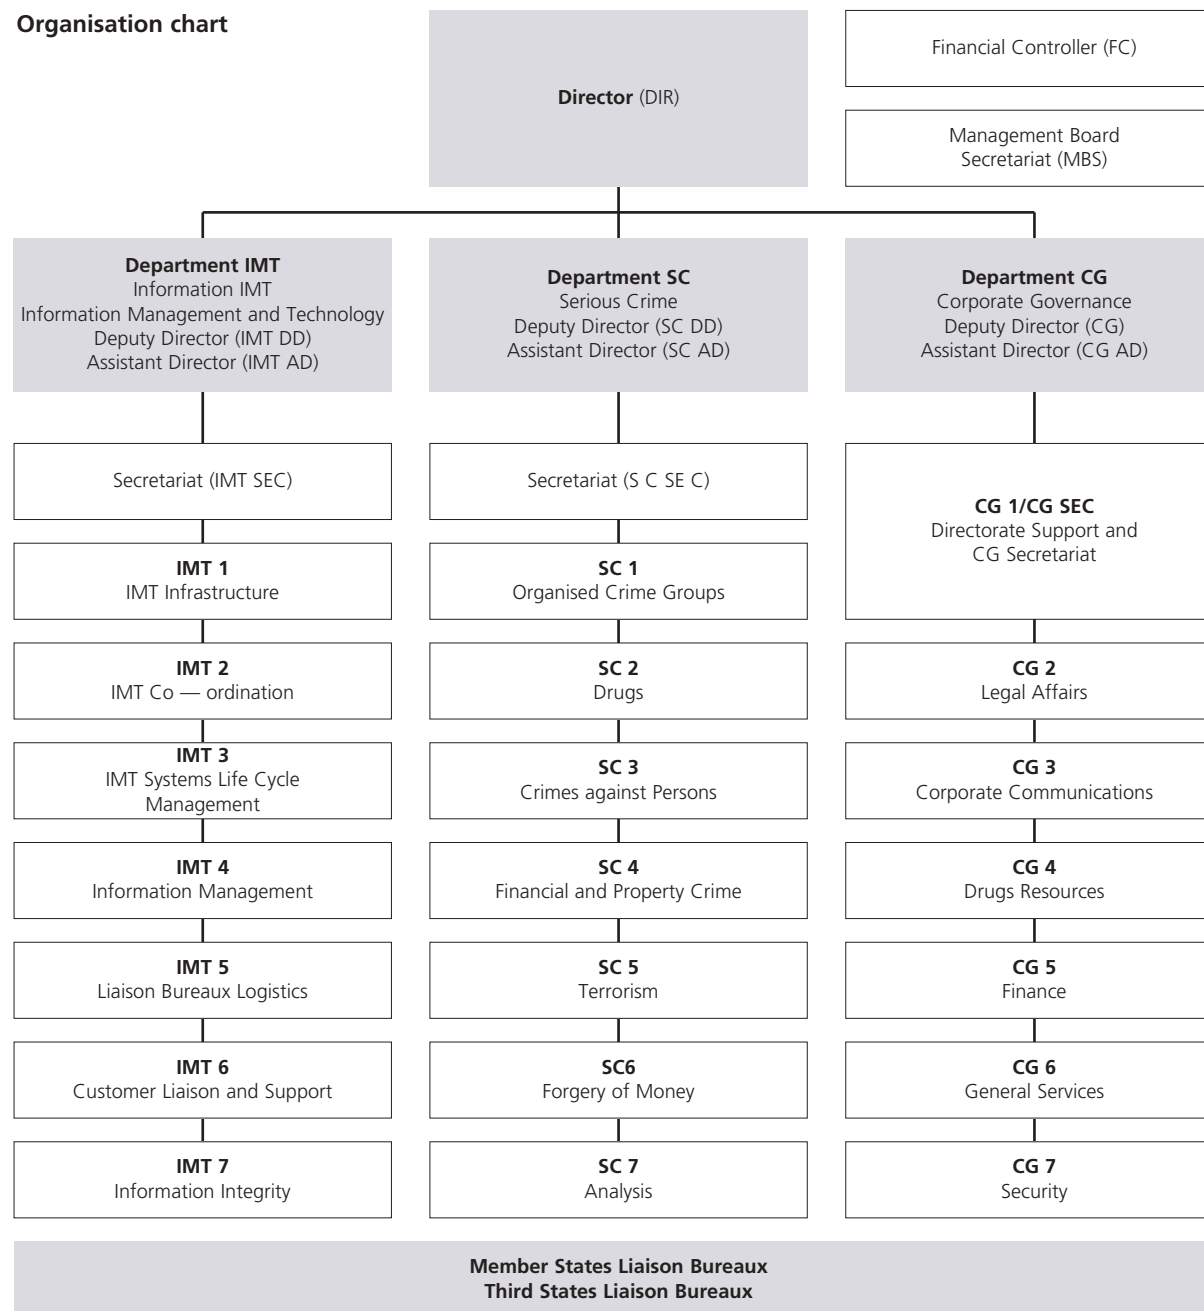 Organisation chart
Director (DIR)
Financial Controller (FC)
Management Board
Secretariat (MBS)
Department IMT
Information IMT
Information Management and Technology
Deputy Director (IMT DD)
Assistant Director (IMT AD)
Department SC
Serious Crime
Deputy Director (SC DD)
Assistant Director (SC AD)
Department CG
Corporate Governance
Deputy Director (CG)
Assistant Director (CG AD)
Secretariat (IMT SEC)
IMT 1
IMT Infrastructure
IMT 2
IMT Co — ordination
IMT 3
IMT Systems Life Cycle
Management
IMT 4
Information Management
IMT 5
Liaison Bureaux Logistics
IMT 6
Customer Liaison and Support
IMT 7
Information Integrity
Secretariat (S C SE C)
SC 1
Organised Crime Groups
SC 2
Drugs
SC 3
Crimes against Persons
SC 4
Financial and Property Crime
SC 5
Terrorism
SC6
Forgery of Money
SC 7
Analysis
CG 1/CG SEC
Directorate Support and
CG Secretariat
CG 2
Legal Affairs
CG 3
Corporate Communications
CG 4
Drugs Resources
CG 5
Finance
CG 6
General Services
CG 7
Security
Member States Liaison Bureaux
Third States Liaison Bureaux